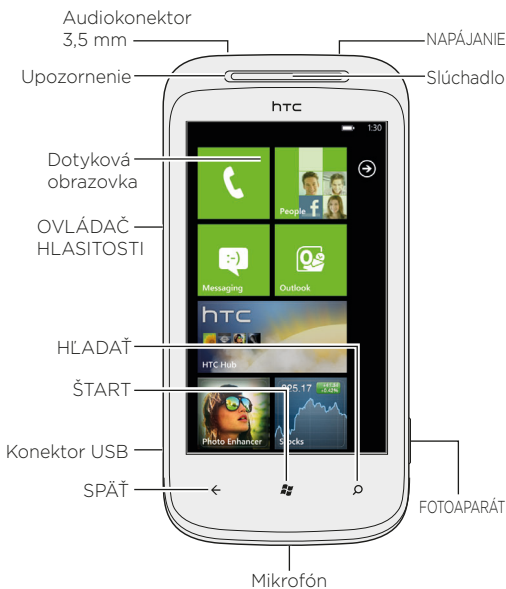 Audiokonektor
3,5 mm
NAPÁJANIE
Upozornenie
Slúchadlo
hTC
1:30
Dotyková
obrazovka
People
OVLÁDAČ
HLASITOSTI
Messaging
Outlook
hTC
HTC Hub
HĽADAŤ
ŠTART
Photo Enhancer
Stocks
Konektor USB
SPÄŤ
FOTOAPARÁT
Mikrofón